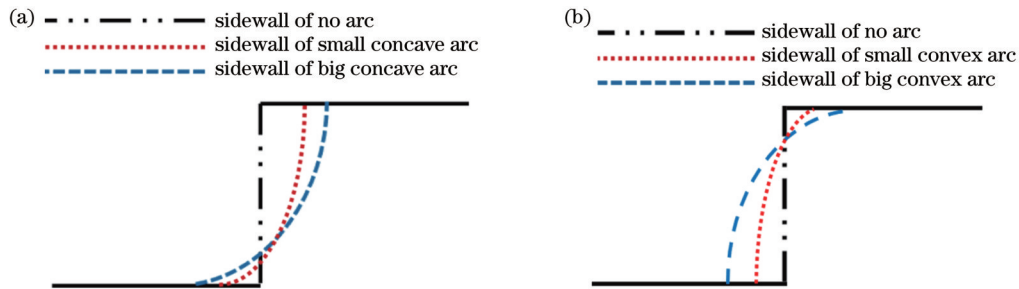 (a)
sidewall of no arc
sidewall of small concave arc
sidewall of big concave arc
(b)
sidewall of no arc
sidewall of small convex arc
sidewall of big convex arc